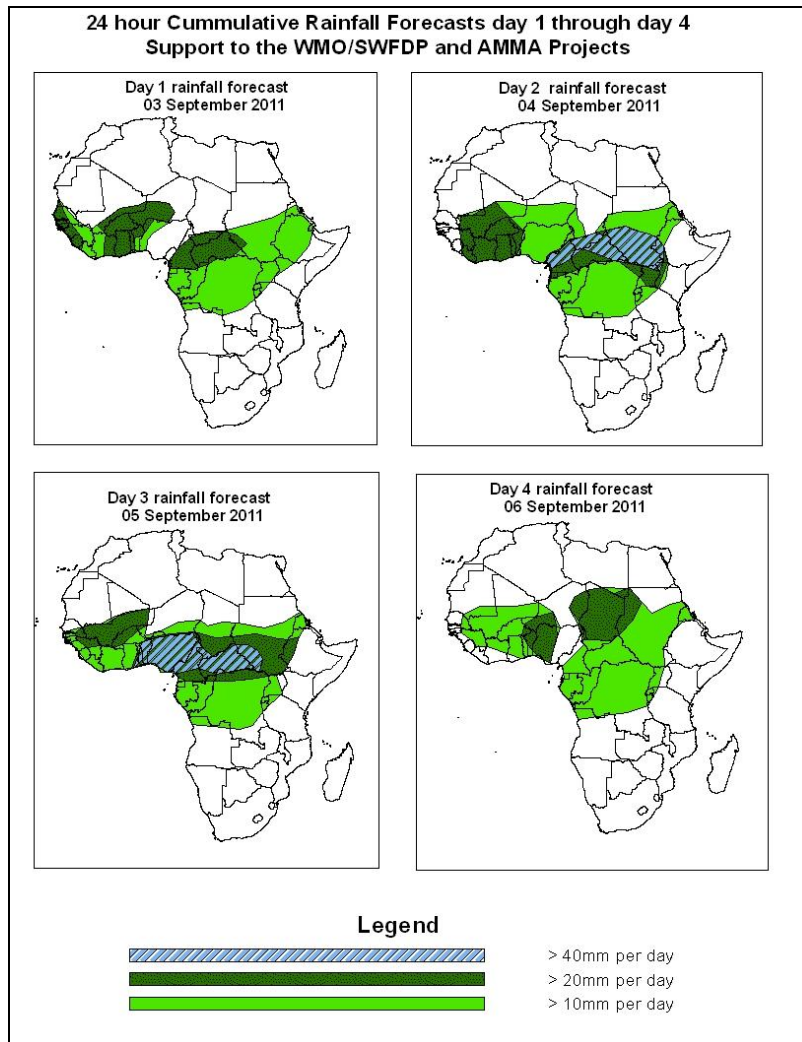 24 hour Cummulative Rainfall Forecasts day 1 through day 4
Support to the WMO/SWFDP and AMMA Projects
Day 1 rainfall forecast
03 September 2011
Day 2 rainfall forecast
04 September 2011
Day 3 rainfall forecast
05 September 2011
Day 4 rainfall forecast
06 September 2011
Legend
> 40mm per day
> 20mm per day
> 10mm per day